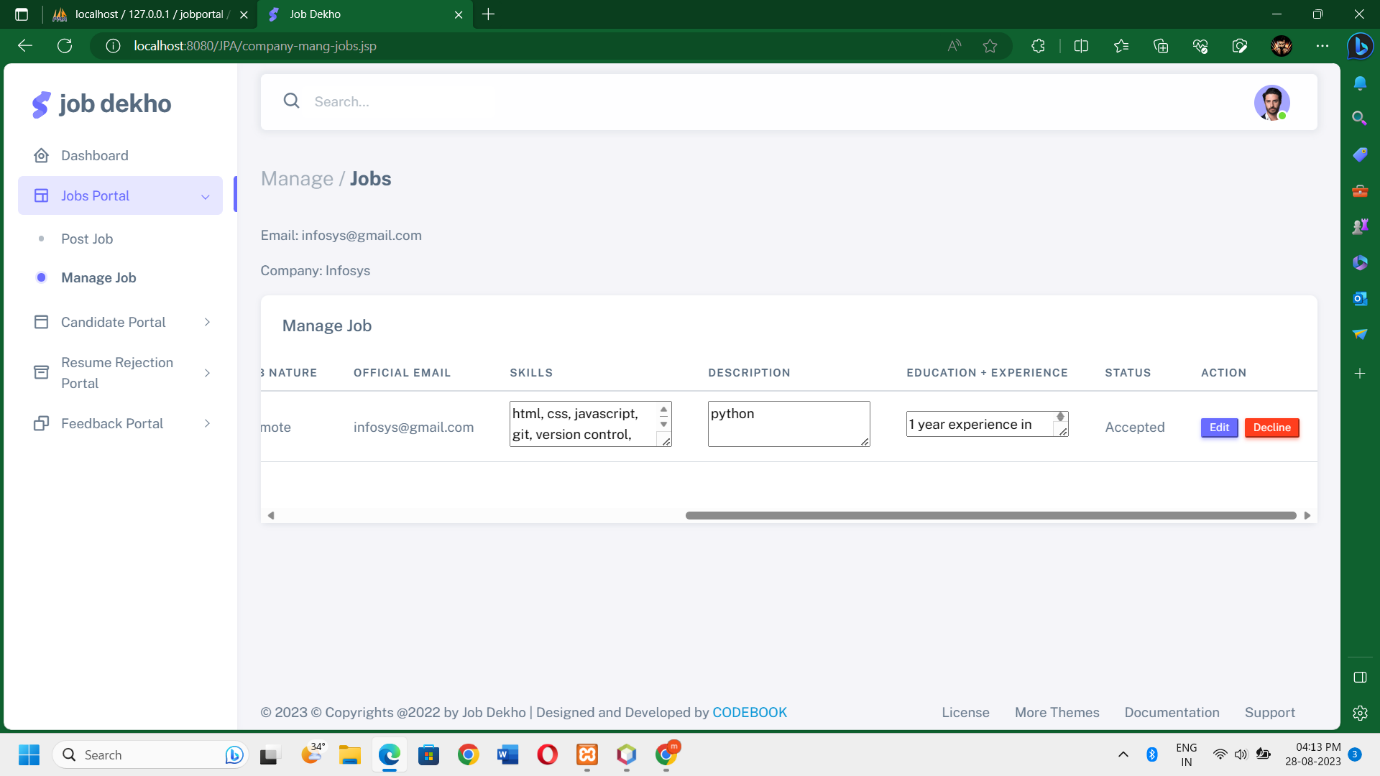 localhost / 127.0.0.1 / jobportal /
Job Dekho
localhost:8080/JPA/company-mang-jobs.jsp
job dekho
Search...
Dashboard
Jobs Portal
Post Job
Manage Job
Candidate Portal
Resume Rejection
Portal
Feedback Portal
Manage / Jobs
Email: infosys@gmail.com
Company: Infosys
Manage Job
NATURE OFFICIAL EMAIL SKILLS DESCRIPTION EDUCATION + EXPERIENCE STATUS ACTION
mote infosys@gmail.com html, css, javascript, python 1 year experience in Accepted Edit Decline
git, version control,
© 2023 © Copyrights @2022 by Job Dekho | Designed and Developed by CODEBOOK License More Themes Documentation Support
Search
34°
m
ENG
IN
04:13 PM
28-08-2023
3